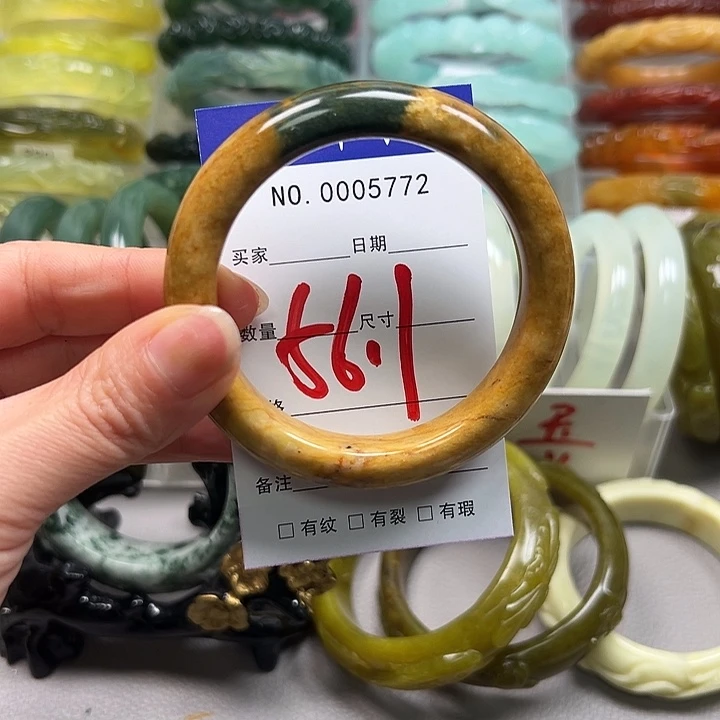 NO. 0005772
买家 日期
数量 尺寸
56.1
备注
□ 有纹 □ 有裂 □ 有瑕